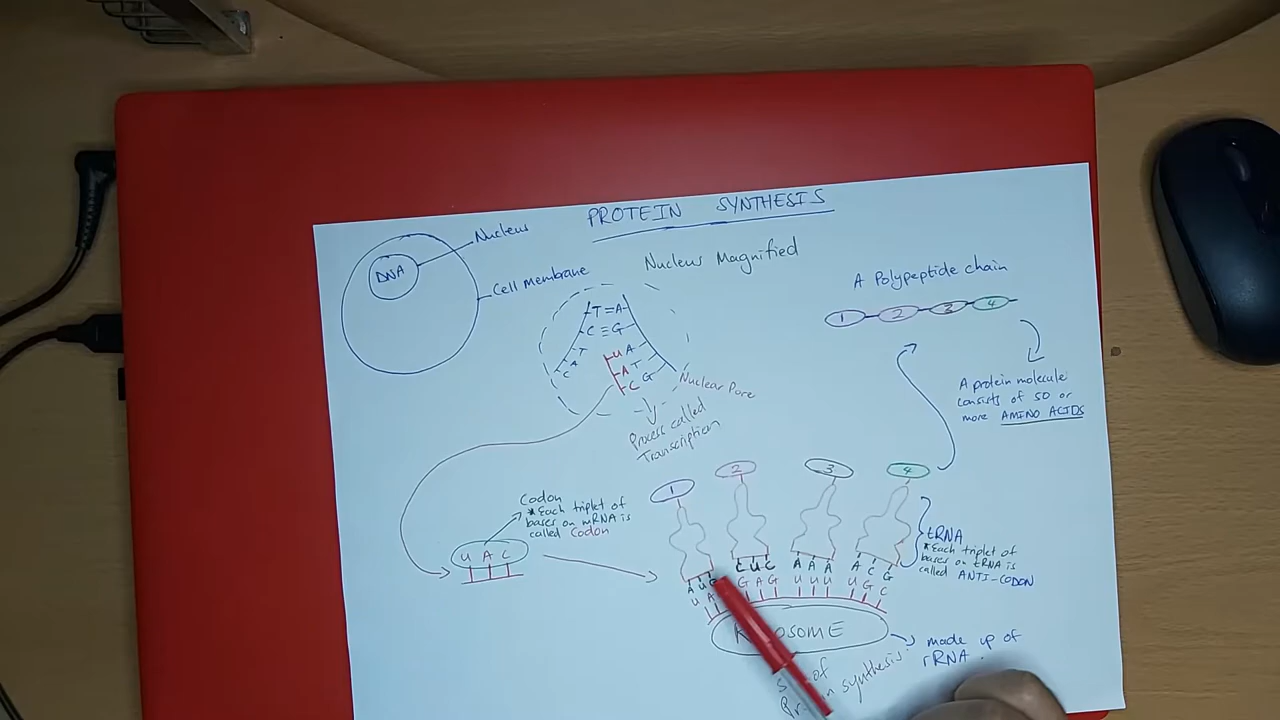 PROTEIN SYNTHESIS
DNA
Nucleus
Cell membrane
Nucleus Magnified
T=A
C≡G
T
A
C
U A
A T
C G
Nuclear Pore
Process called
Transcription
A Polypeptide chain
1 2 3 4
A protein molecule
consists of 50 or
more AMINO ACIDS
Codon
*Each triplet of
bases on mRNA is
called Codon
U A C
1 2 3 4
tRNA
*Each triplet of
bases on tRNA is
called ANTI-CODON
A U G C U C A A A A C G
U A G A G U U U U G C
made up of
rRNA.
of
synthesis